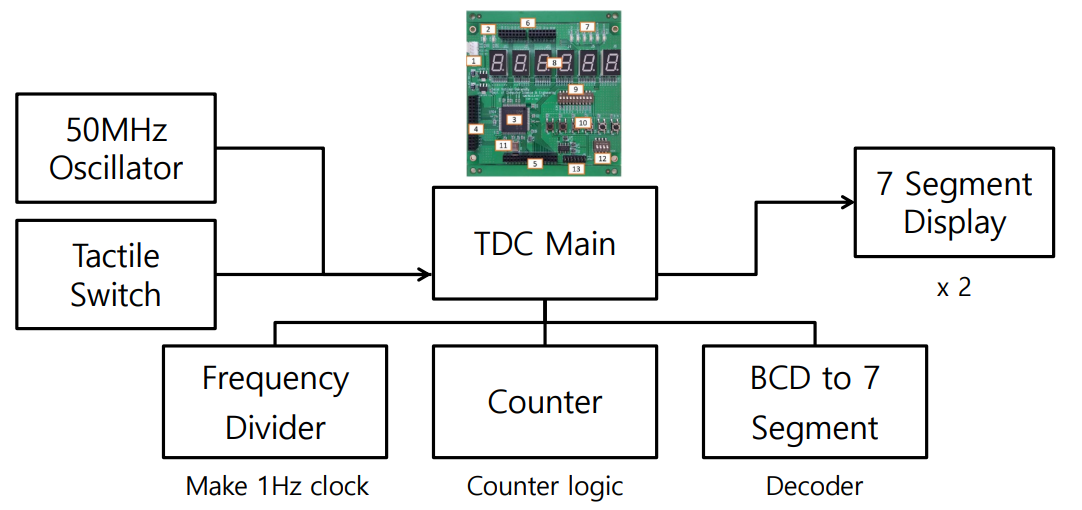 2
6
7
1
8
9
3
4
10
11
5
12
13
50MHz
Oscillator
Tactile
Switch
TDC Main
7 Segment
Display
x 2
Frequency
Divider
Counter
BCD to 7
Segment
Make 1Hz clock
Counter logic
Decoder